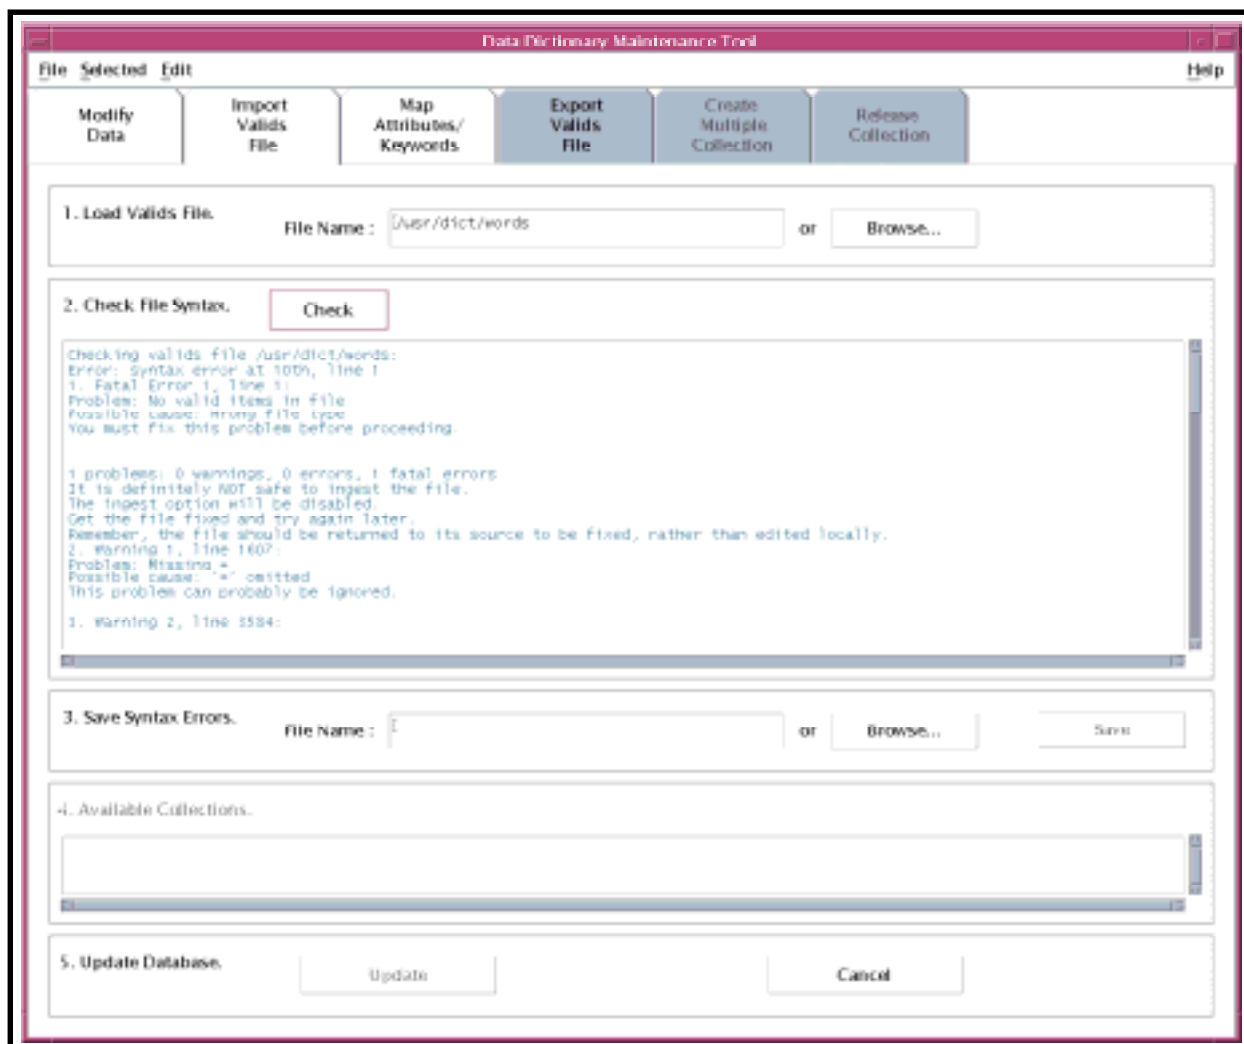 Data Dictionary Maintenance Tool
File Selected Edit Help
Modify Data
Import Valids File
Map Attributes/ Keywords
Export Valids File
Create Multiple Collection
Release Collection
1. Load Valids File.
File Name : /usr/dict/words or Browse...
2. Check File Syntax. Check
Checking valids file /usr/dict/words:
Error: Syntax error at 10th, line 1
1. Fatal Error 1, line 1:
Problem: No valid items in file
Possible cause: Wrong file type
You must fix this problem before proceeding.
1 problems: 0 warnings, 0 errors, 1 fatal errors
It is definitely NOT safe to ingest the file.
The ingest option will be disabled.
Get the file fixed and try again later.
Remember, the file should be returned to its source to be fixed, rather than edited locally.
2. Warning 1, line 1607:
Problem: Missing =
Possible cause: '=' omitted
This problem can probably be ignored.
3. Warning 2, line 3584:
3. Save Syntax Errors.
File Name : or Browse... Save
4. Available Collections.
5. Update Database. Update Cancel